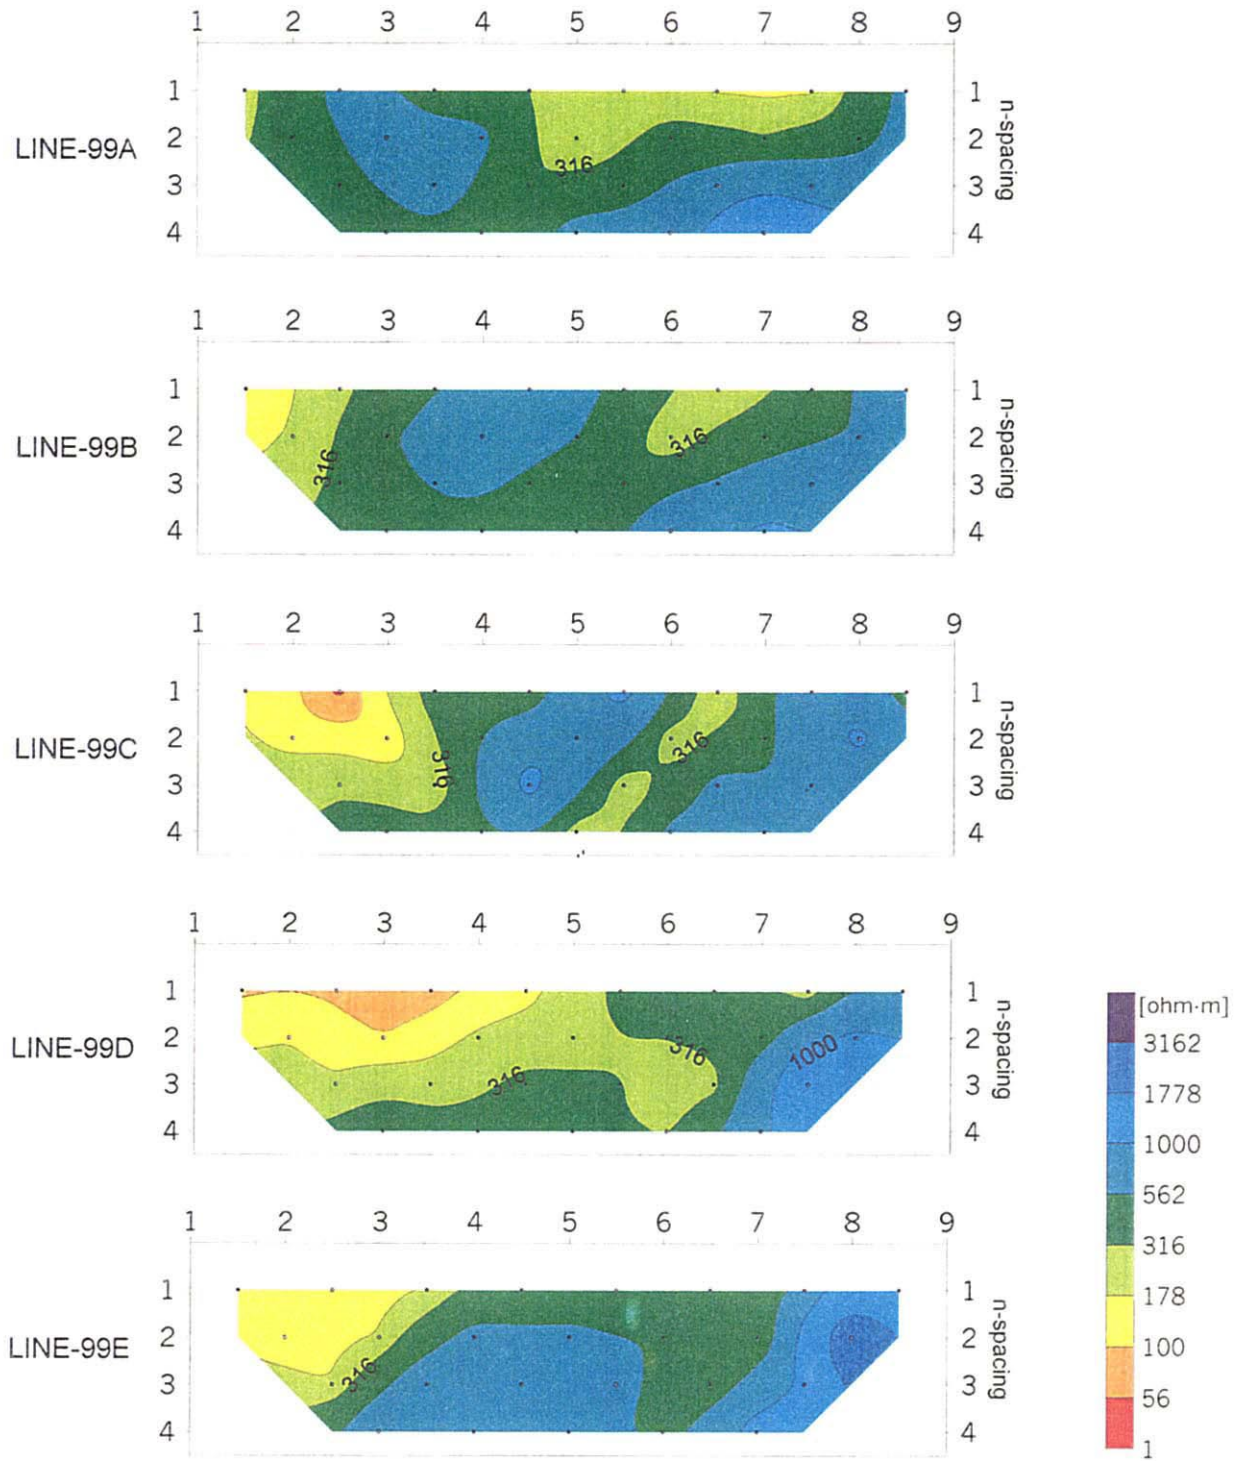 1 2 3 4 5 6 7 8 9
1 1
LINE-99A 2 2 n-spacing
316
3 3
4 4
1 2 3 4 5 6 7 8 9
1 1
LINE-99B 2 316 2 n-spacing
316
3 3
4 4
1 2 3 4 5 6 7 8 9
1 1
LINE-99C 2 316 2 n-spacing
316
3 3
4 4
1 2 3 4 5 6 7 8 9
1 1
LINE-99D 2 316 1000 2 n-spacing
316
3 3
4 4
[ohm·m]
3162
1778
1000
562
316
178
100
56
1
1 2 3 4 5 6 7 8 9
1 1
LINE-99E 2 2 n-spacing
316
3 3
4 4